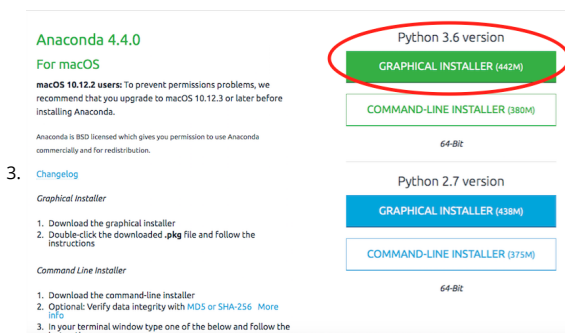 Anaconda 4.4.0
For macOS
macOS 10.12.2 users: To prevent permissions problems, we
recommend that you upgrade to macOS 10.12.3 or later before
installing Anaconda.
Anaconda is BSD licensed which gives you permission to use Anaconda
commercially and for redistribution.
3.
Changelog
Graphical Installer
1. Download the graphical installer
2. Double-click the downloaded .pkg file and follow the
instructions
Command Line Installer
1. Download the command-line installer
2. Optional: Verify data integrity with MD5 or SHA-256 More
info
3. In your terminal window type one of the below and follow the
Python 3.6 version
GRAPHICAL INSTALLER (442M)
COMMAND-LINE INSTALLER (380M)
64-Bit
Python 2.7 version
GRAPHICAL INSTALLER (438M)
COMMAND-LINE INSTALLER (375M)
64-Bit